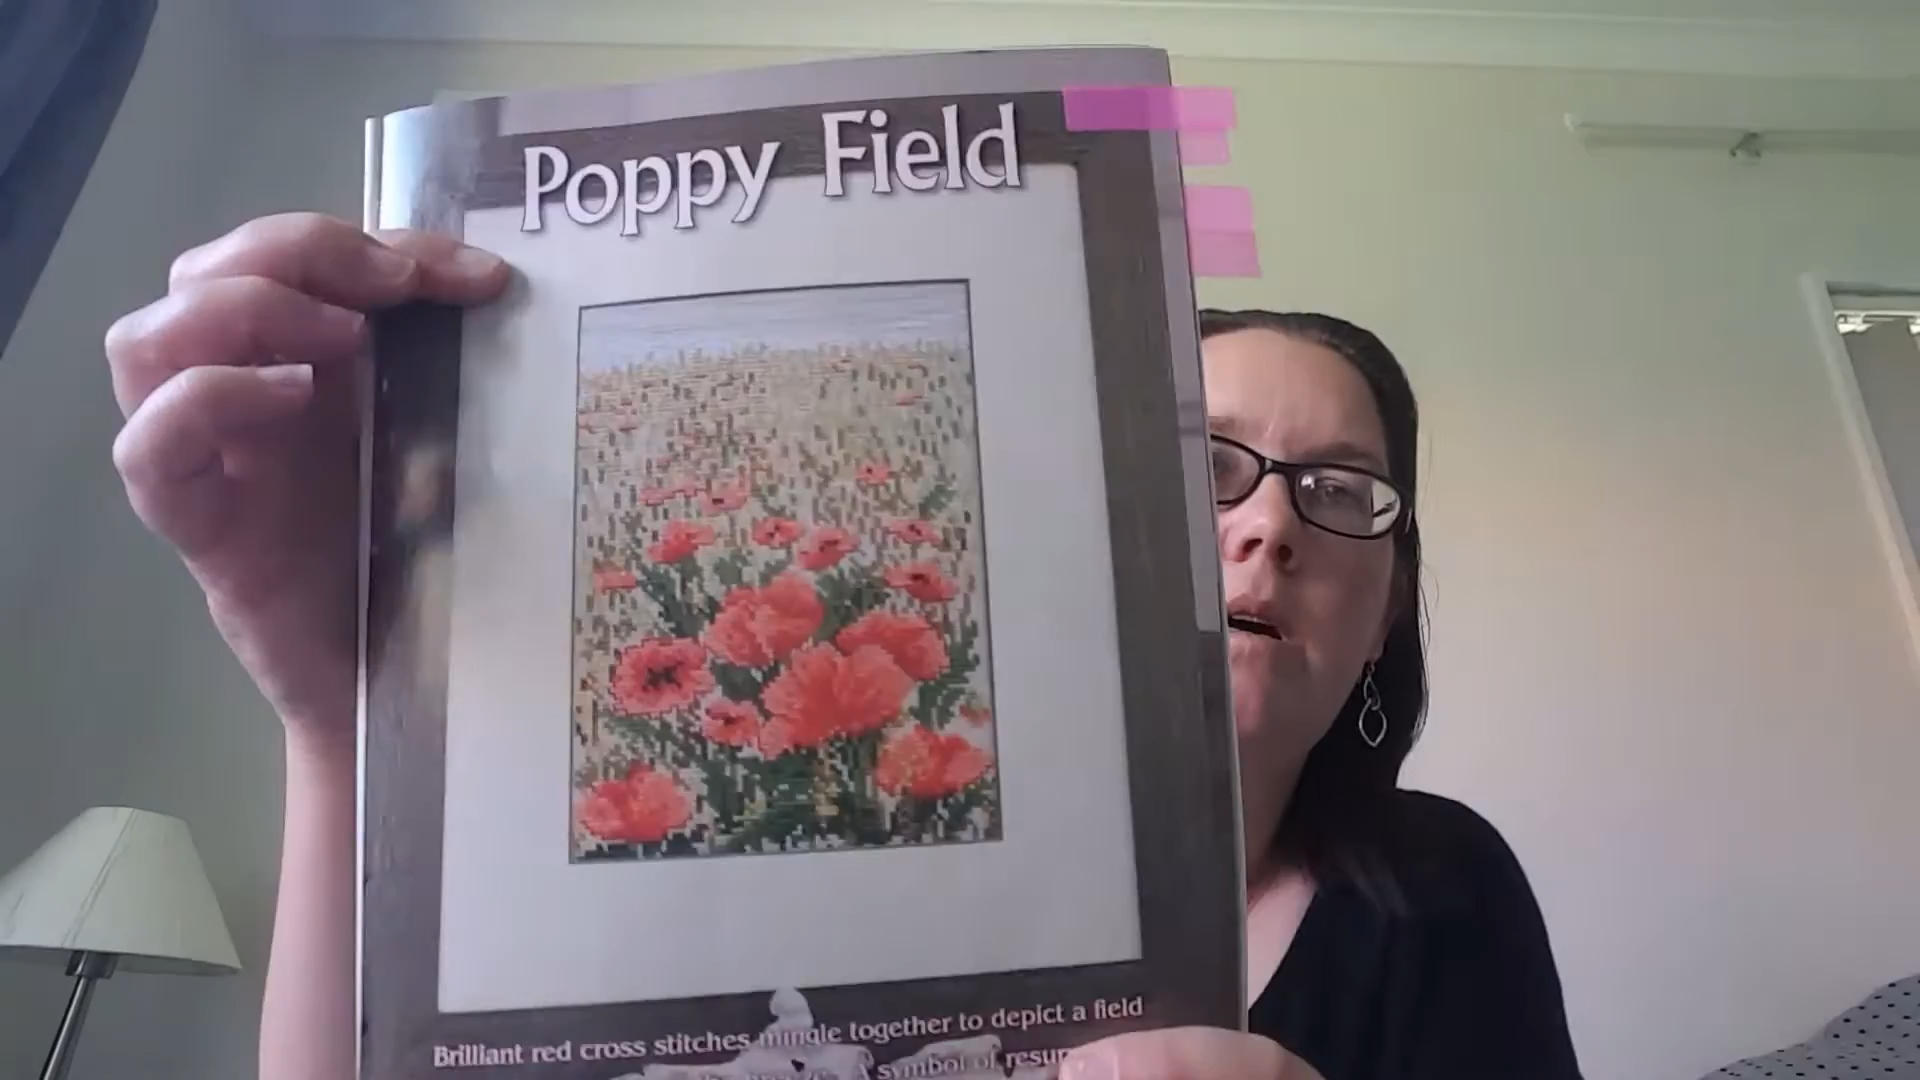 Poppy Field
Brilliant red cross stitches mingle together to depict a field
A symbol of